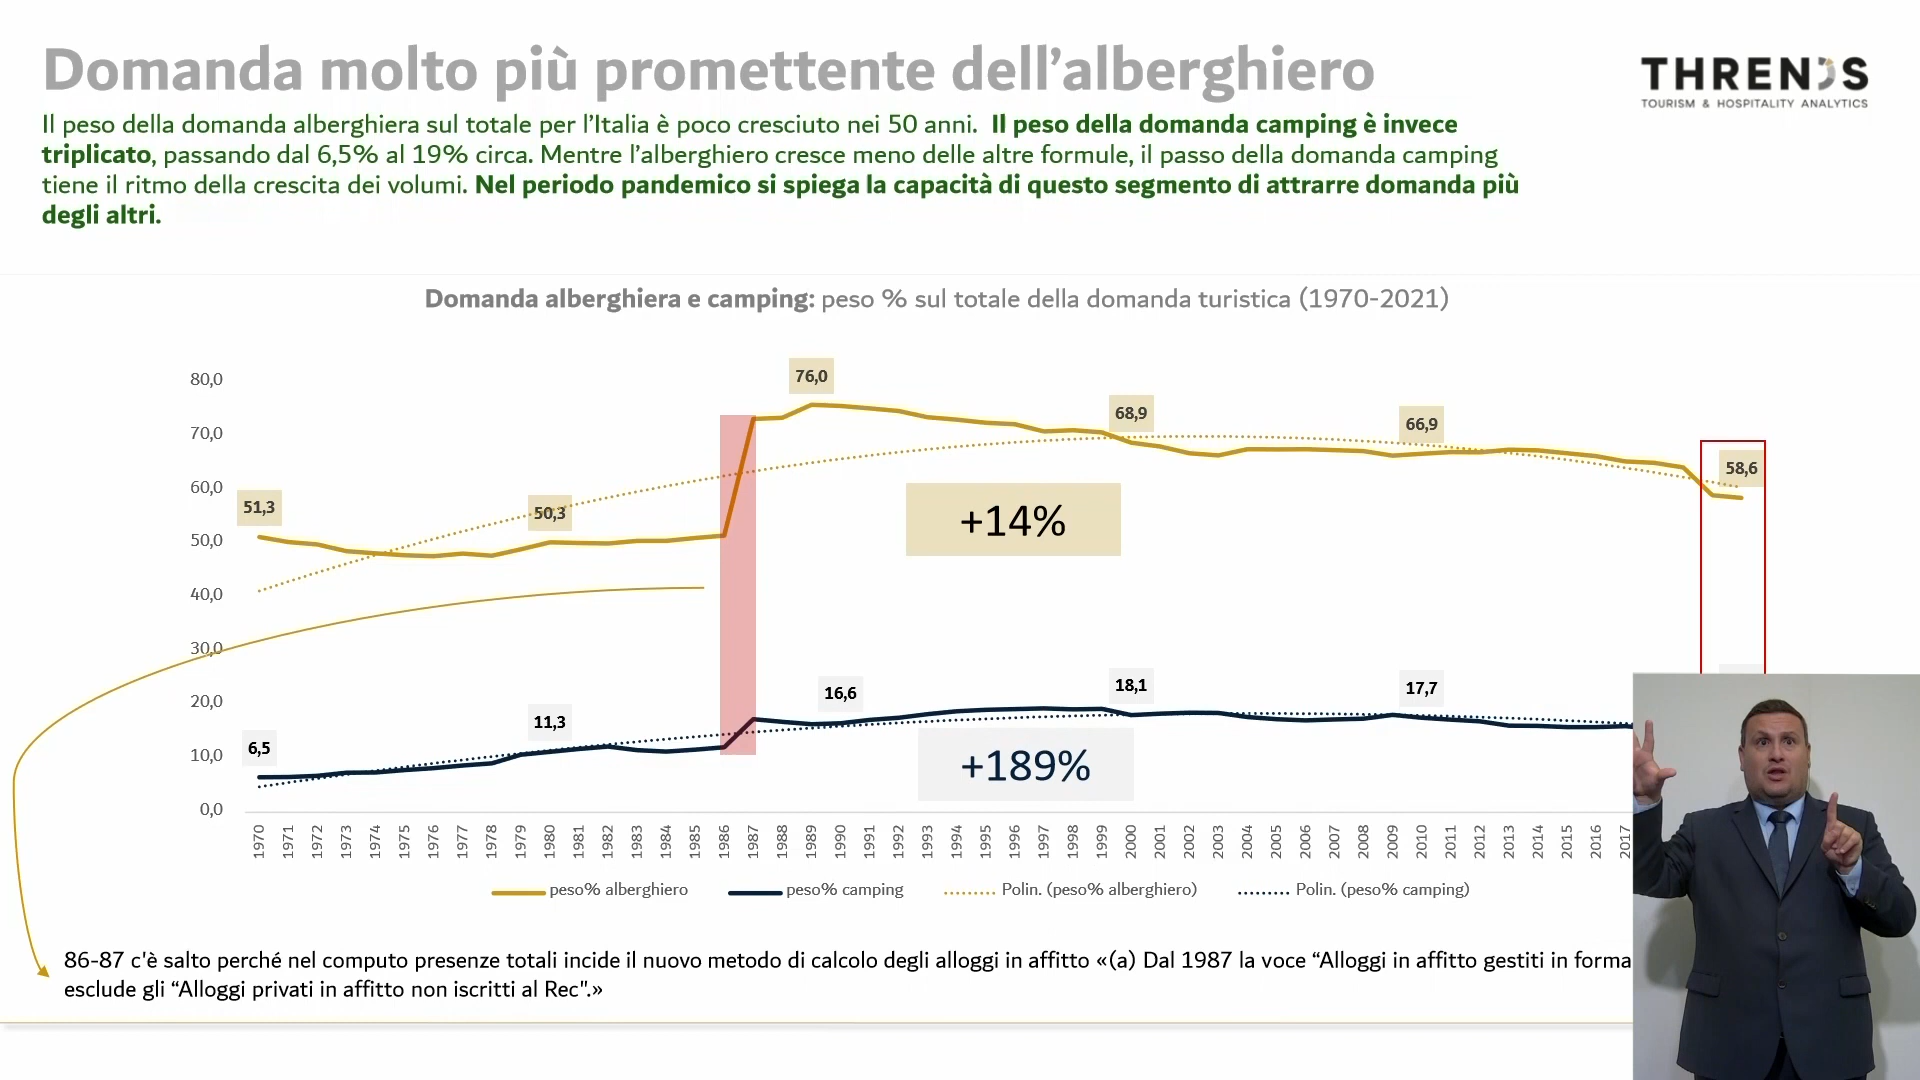 Domanda molto più promettente dell’alberghiero
THRENDS
TOURISM & HOSPITALITY ANALYTICS
Il peso della domanda alberghiera sul totale per l’Italia è poco cresciuto nei 50 anni. Il peso della domanda camping è invece
triplicato, passando dal 6,5% al 19% circa. Mentre l’alberghiero cresce meno delle altre formule, il passo della domanda camping
tiene il ritmo della crescita dei volumi. Nel periodo pandemico si spiega la capacità di questo segmento di attrarre domanda più
degli altri.
Domanda alberghiera e camping: peso % sul totale della domanda turistica (1970-2021)
80,0
70,0
60,0
50,0
40,0
30,0
20,0
10,0
0,0
51,3
50,3
76,0
68,9
66,9
58,6
+14%
6,5
11,3
16,6
18,1
17,7
+189%
1970 1971 1972 1973 1974 1975 1976 1977 1978 1979 1980 1981 1982 1983 1984 1985 1986 1987 1988 1989 1990 1991 1992 1993 1994 1995 1996 1997 1998 1999 2000 2001 2002 2003 2004 2005 2006 2007 2008 2009 2010 2011 2012 2013 2014 2015 2016 2017
peso% alberghiero peso% camping Polin. (peso% alberghiero) Polin. (peso% camping)
86-87 c'è salto perché nel computo presenze totali incide il nuovo metodo di calcolo degli alloggi in affitto «(a) Dal 1987 la voce “Alloggi in affitto gestiti in forma
esclude gli “Alloggi privati in affitto non iscritti al Rec".»